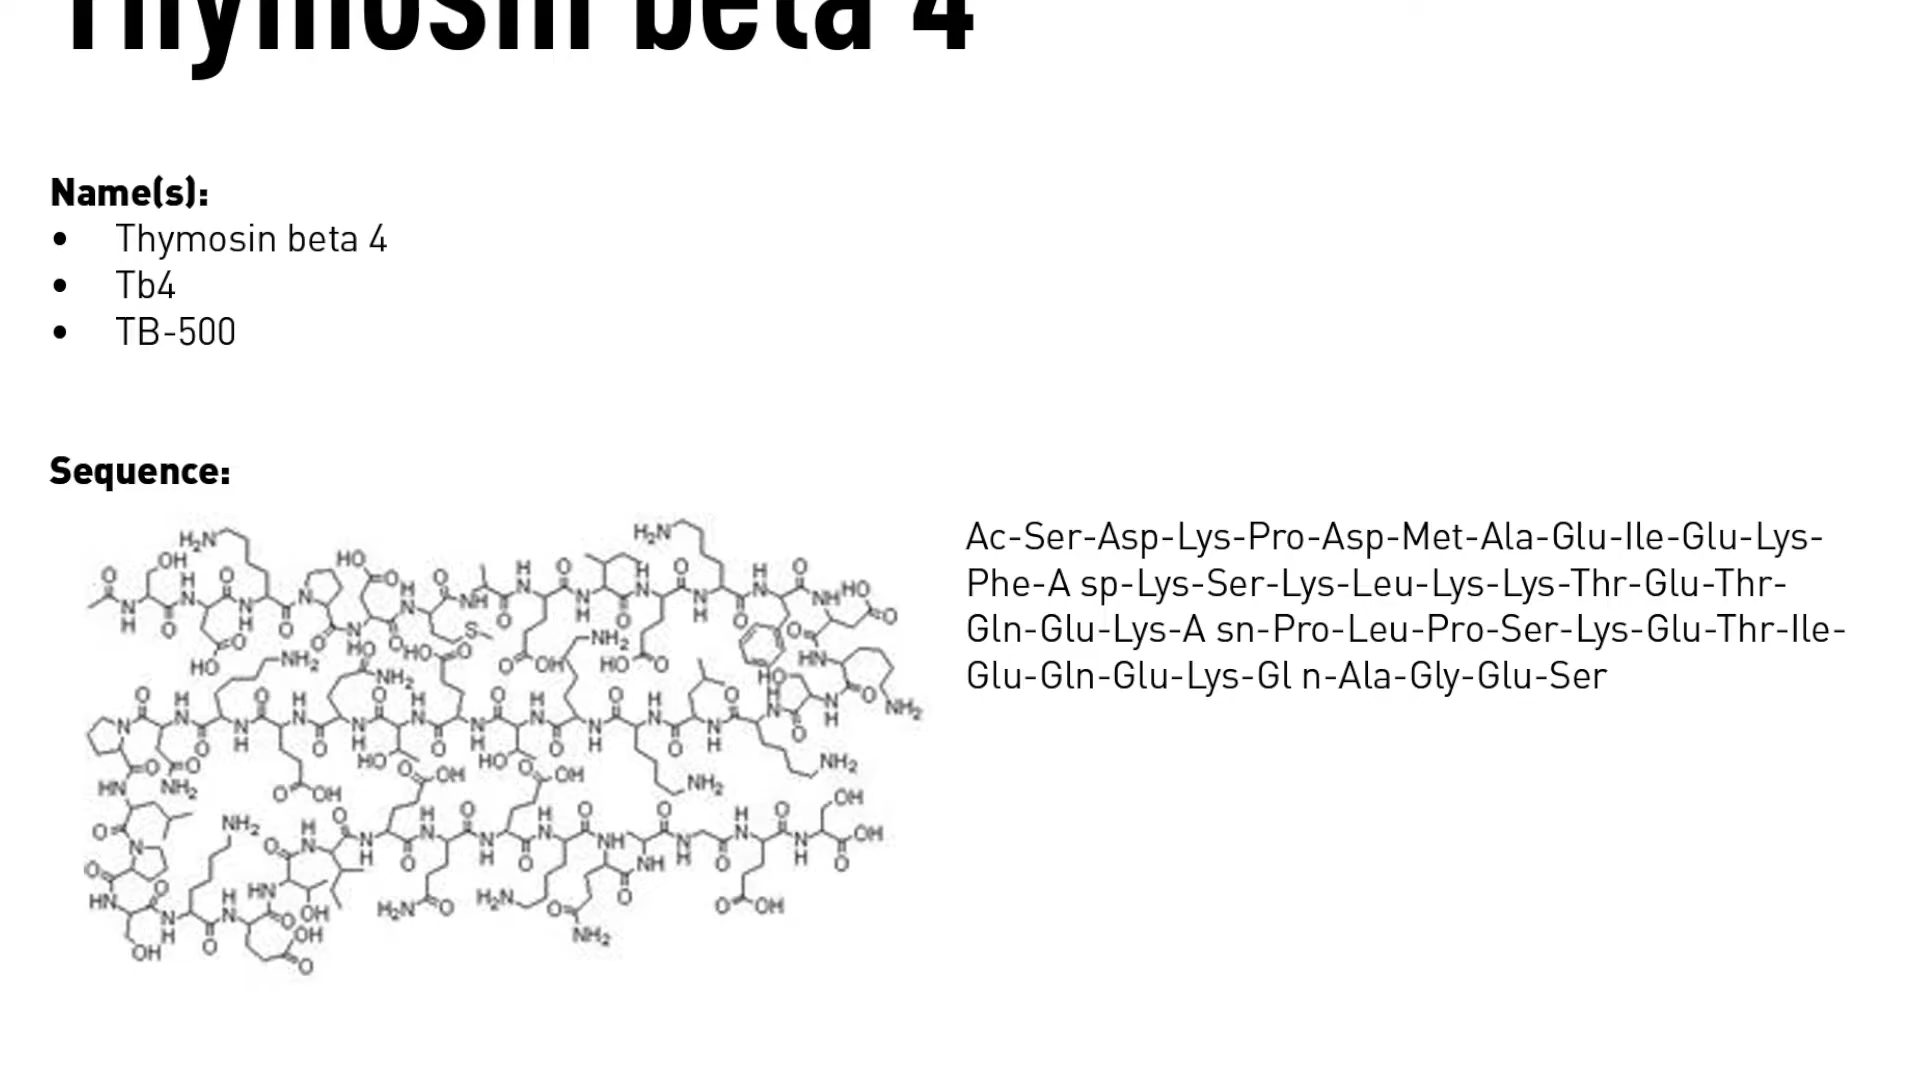 Thymosin beta 4
Name(s):
• Thymosin beta 4
• Tb4
• TB-500
Sequence:
Ac-Ser-Asp-Lys-Pro-Asp-Met-Ala-Glu-Ile-Glu-Lys-
Phe-A sp-Lys-Ser-Lys-Leu-Lys-Lys-Thr-Glu-Thr-
Gln-Glu-Lys-A sn-Pro-Leu-Pro-Ser-Lys-Glu-Thr-Ile-
Glu-Gln-Glu-Lys-Gl n-Ala-Gly-Glu-Ser